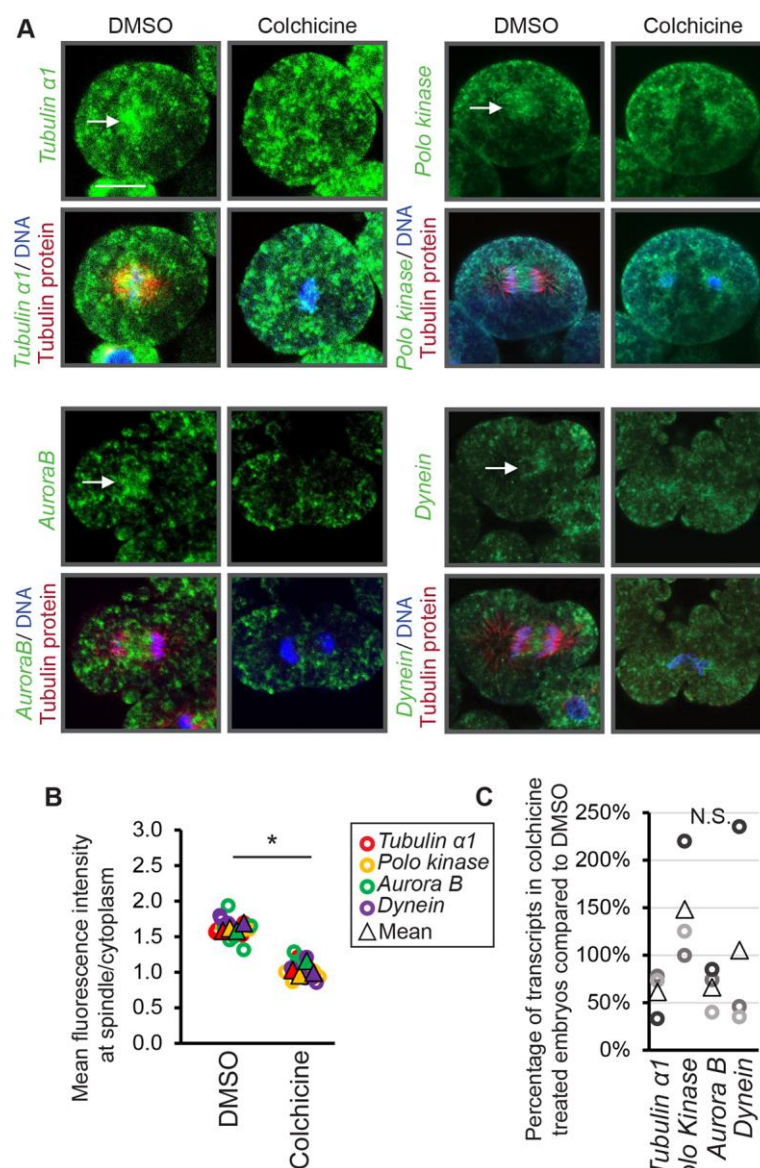 A
DMSO
Colchicine
DMSO
Colchicine
Tubulin α1
Polo kinase
Tubulin α1/ DNA
Tubulin protein
Polo kinase/ DNA
Tubulin protein
AuroraB
Dynein
AuroraB/ DNA
Tubulin protein
Dynein/ DNA
Tubulin protein
B
Mean fluorescence intensity
at spindle/cytoplasm
3.0
2.5
2.0
1.5
1.0
0.5
0.0
*
DMSO
Colchicine
Tubulin α1
Polo kinase
Aurora B
Dynein
Mean
C
Percentage of transcripts in colchicine
treated embryos compared to DMSO
250%
200%
150%
100%
50%
0%
N.S.
Tubulin α1
olo Kinase
Aurora B
Dynein